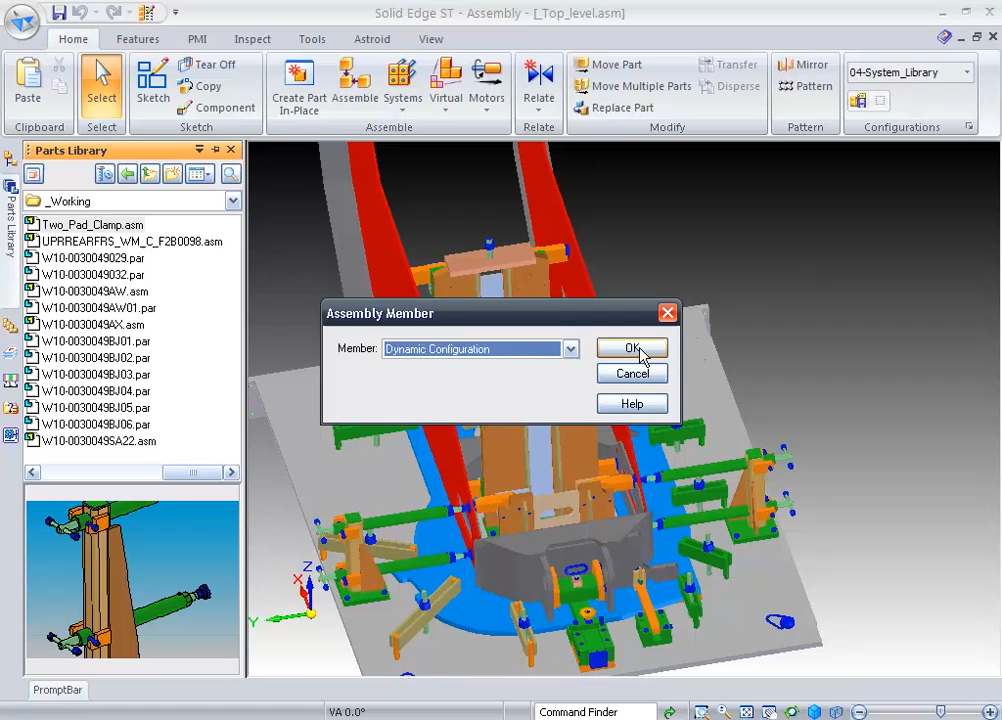 Solid Edge ST - Assembly - [_Top_level.asm]
Home Features PMI Inspect Tools Astroid View
Paste
Clipboard
Select
Select
Sketch
Tear Off
Copy
Component
Sketch
Create Part In-Place
Assemble
Systems
Virtual
Motors
Assemble
Relate
Relate
Move Part
Move Multiple Parts
Replace Part
Transfer
Disperse
Modify
Mirror
Pattern
Pattern
04-System_Library
Configurations
Parts Library
Parts Library
_Working
Two_Pad_Clamp.asm
UPRREARFRS_WM_C_F2B0098.asm
W10-0030049029.par
W10-0030049032.par
W10-0030049AW.asm
W10-0030049AW01.par
W10-0030049AX.asm
W10-0030049BJ01.par
W10-0030049BJ03.par
W10-0030049BJ04.par
W10-0030049BJ05.par
W10-0030049BJ06.par
W10-0030049SA22.asm
Assembly Member
Member: Dynamic Configuration
OK
Cancel
Help
Z
X
Y
PromptBar
VA 0.0°
Command Finder